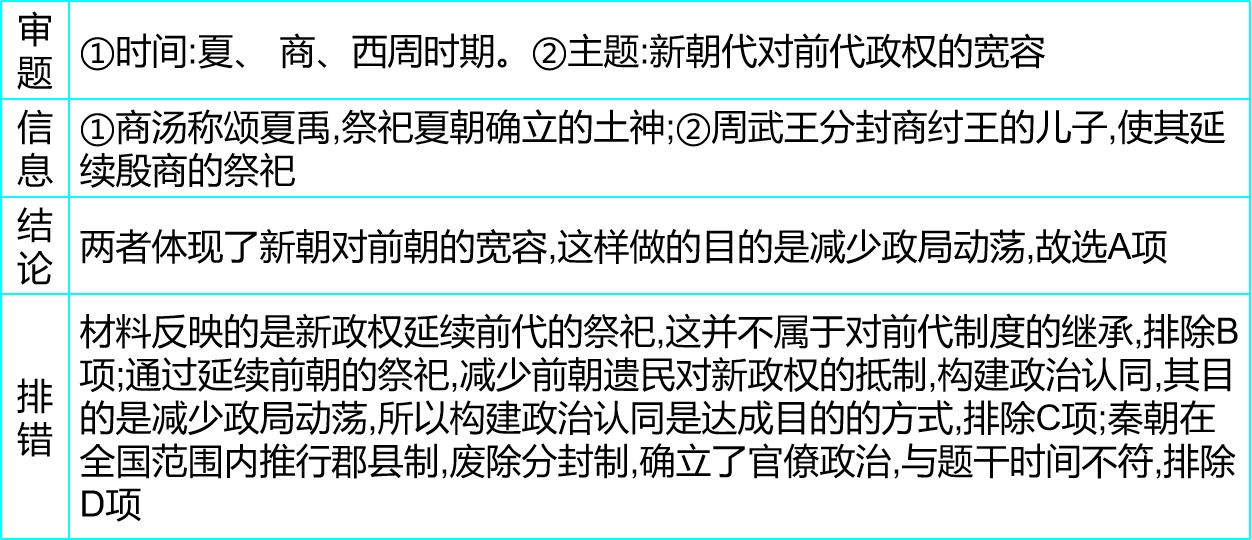 审题
①时间:夏、 商、西周时期。②主题:新朝代对前代政权的宽容
信息
①商汤称颂夏禹,祭祀夏朝确立的土神;②周武王分封商纣王的儿子,使其延
续殷商的祭祀
结论
两者体现了新朝对前朝的宽容,这样做的目的是减少政局动荡,故选A项
排错
材料反映的是新政权延续前代的祭祀,这并不属于对前代制度的继承,排除B
项;通过延续前朝的祭祀,减少前朝遗民对新政权的抵制,构建政治认同,其目
的是减少政局动荡,所以构建政治认同是达成目的的方式,排除C项;秦朝在
全国范围内推行郡县制,废除分封制,确立了官僚政治,与题干时间不符,排除
D项